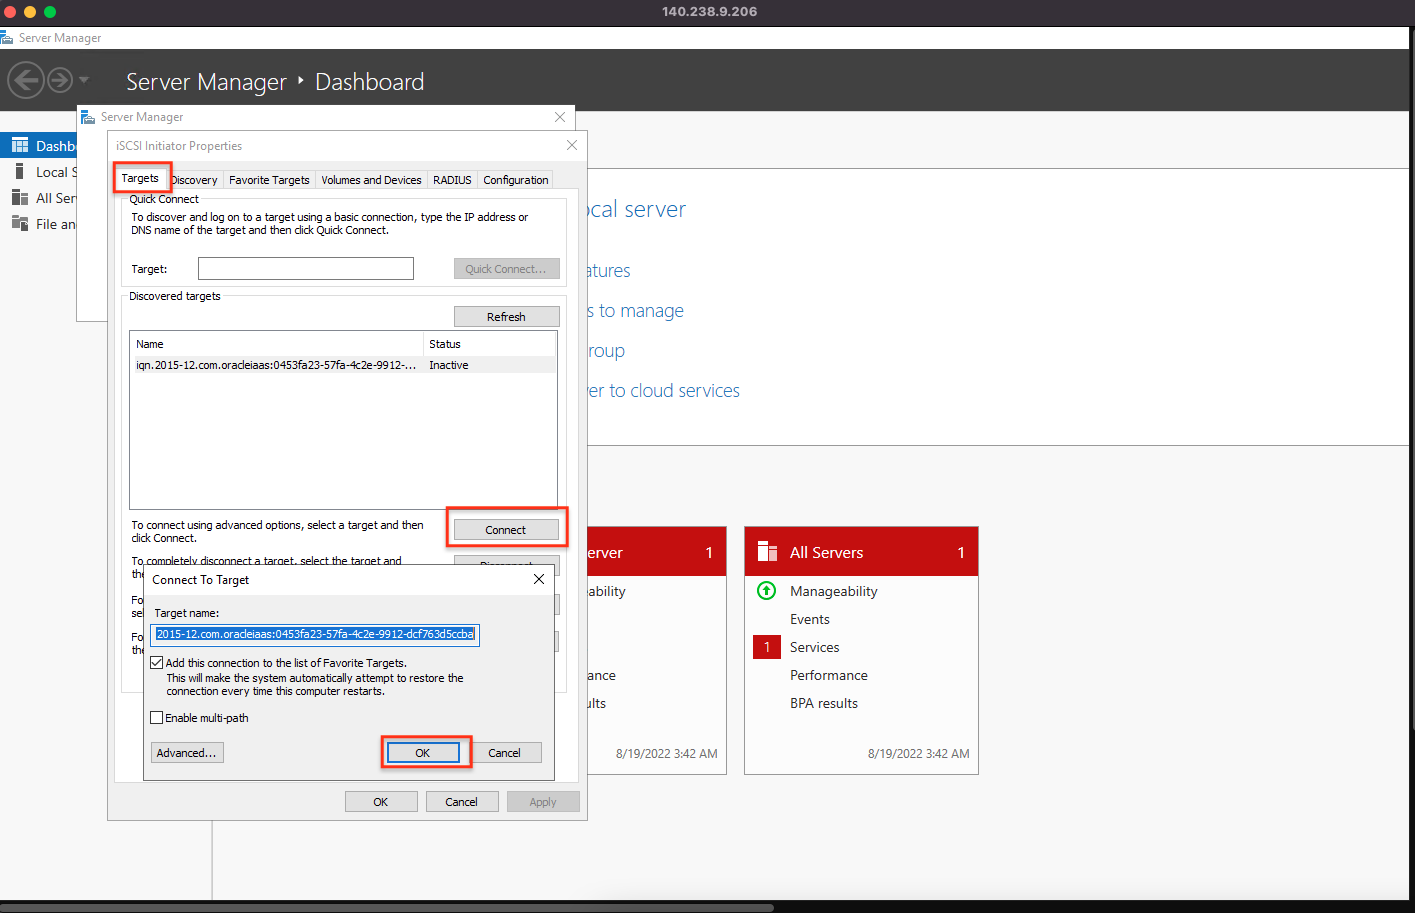 140.238.9.206
Server Manager
Server Manager ‣ Dashboard
Server Manager
iSCSI Initiator Properties
Dashb
Local S
All Ser
File an
Targets
Discovery
Favorite Targets
Volumes and Devices
RADIUS
Configuration
Quick Connect
To discover and log on to a target using a basic connection, type the IP address or
DNS name of the target and then click Quick Connect.
Target:
Quick Connect...
Discovered targets
Refresh
Name
Status
iqn.2015-12.com.oracleiaas:0453fa23-57fa-4c2e-9912-...
Inactive
To connect using advanced options, select a target and then
click Connect.
Connect
To completely disconnect a target, select the target and
Connect To Target
Target name:
2015-12.com.oracleiaas:0453fa23-57fa-4c2e-9912-dcf763d5ccba
Add this connection to the list of Favorite Targets.
This will make the system automatically attempt to restore the
connection every time this computer restarts.
Enable multi-path
Advanced...
OK
Cancel
OK
Cancel
Apply
ocal server
atures
s to manage
roup
ver to cloud services
erver
1
ability
ance
ults
8/19/2022 3:42 AM
All Servers
1
Manageability
Events
1
Services
Performance
BPA results
8/19/2022 3:42 AM